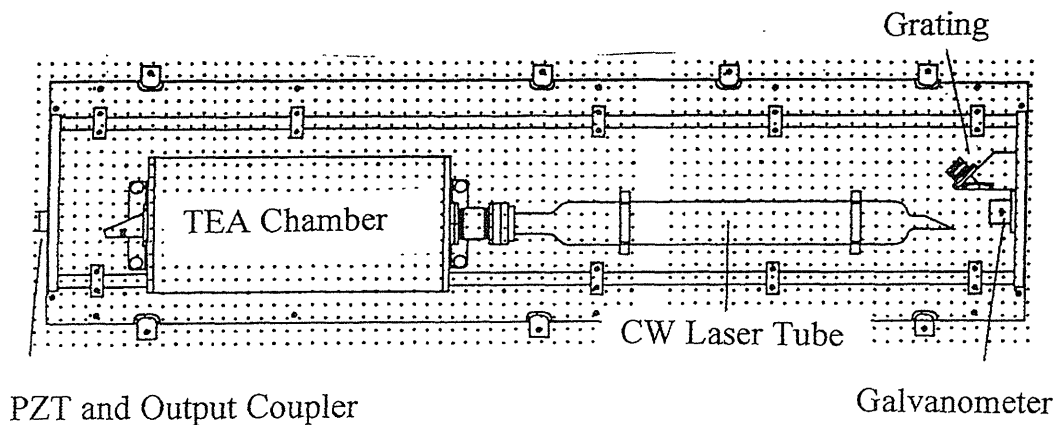 Grating
TEA Chamber
CW Laser Tube
PZT and Output Coupler
Galvanometer